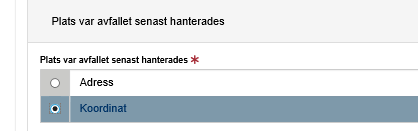 Plats var avfallet senast hanterades
Plats var avfallet senast hanterades *
Adress
Koordinat